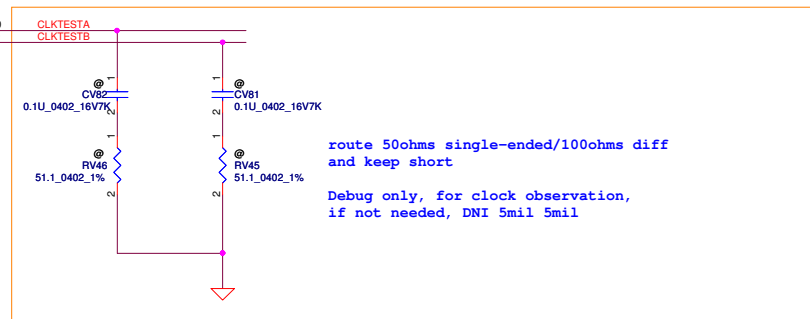 CLKTESTA
CLKTESTB
1
1
@
@
CV82
CV81
0.1U_0402_16V7K
0.1U_0402_16V7K
2
2
1
1
@
@
RV46
RV45
51.1_0402_1%
51.1_0402_1%
2
2
route 50ohms single-ended/100ohms diff
and keep short
Debug only, for clock observation,
if not needed, DNI 5mil 5mil